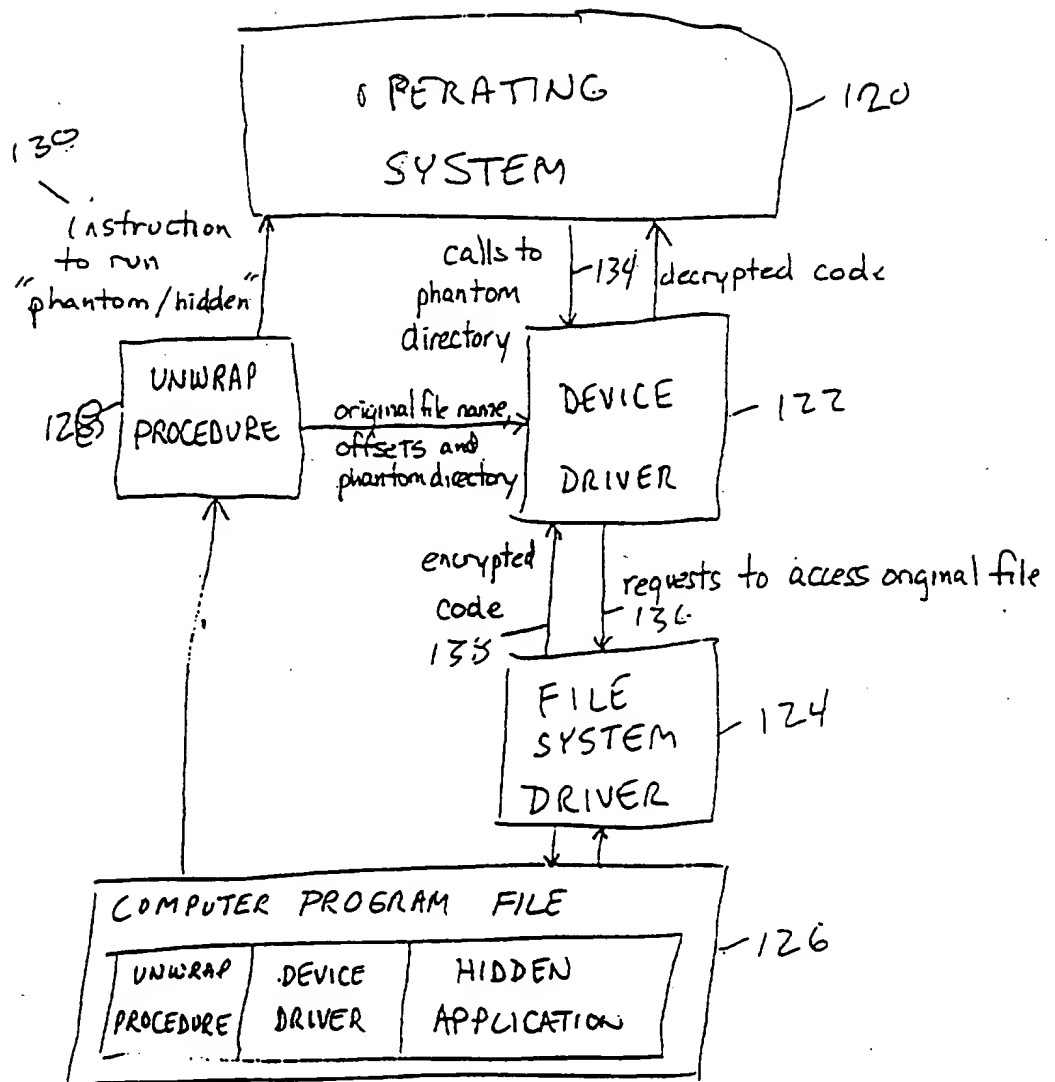 OPERATING
SYSTEM
120
130
instruction
to run
"phantom/hidden"
calls to
phantom
directory
134
decrypted code
UNWRAP
PROCEDURE
128
original file name,
offsets and
phantom directory
DEVICE
DRIVER
122
encrypted
code
138
requests to access original file
136
FILE
SYSTEM
DRIVER
124
COMPUTER PROGRAM FILE
126
UNWRAP
PROCEDURE
DEVICE
DRIVER
HIDDEN
APPLICATION